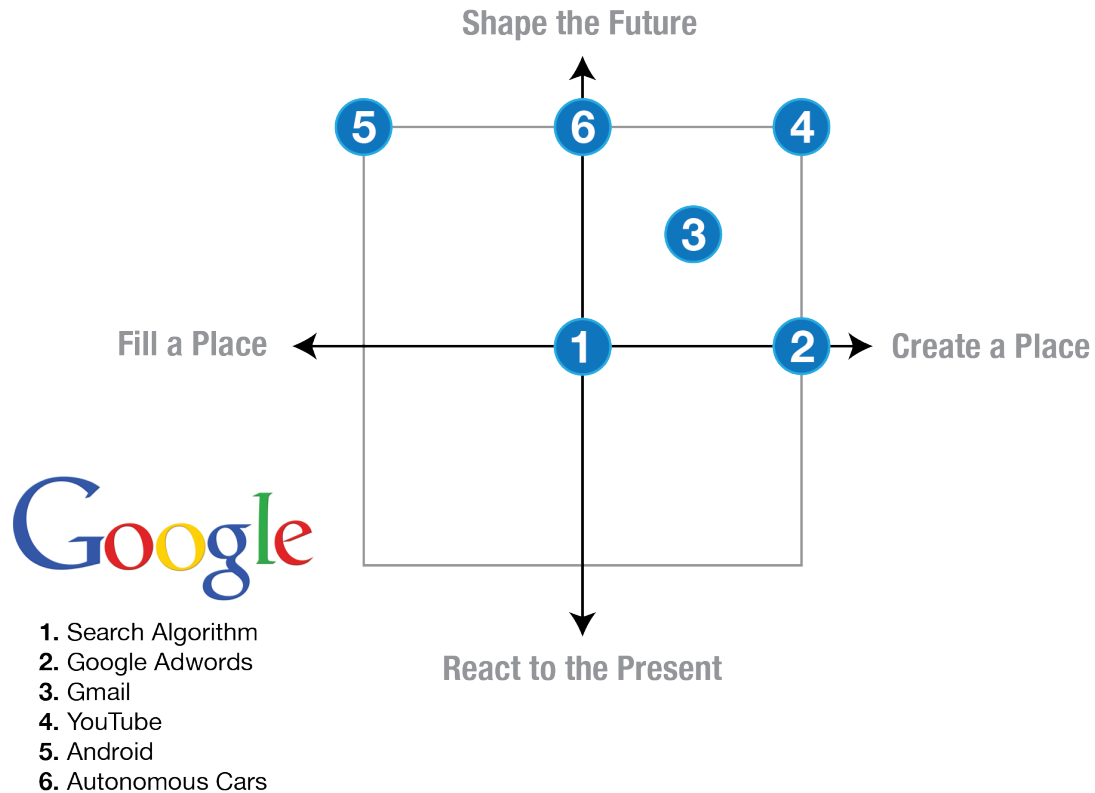 Shape the Future
5
6
4
3
Fill a Place
1
2
Create a Place
Google
React to the Present
1. Search Algorithm
2. Google Adwords
3. Gmail
4. YouTube
5. Android
6. Autonomous Cars